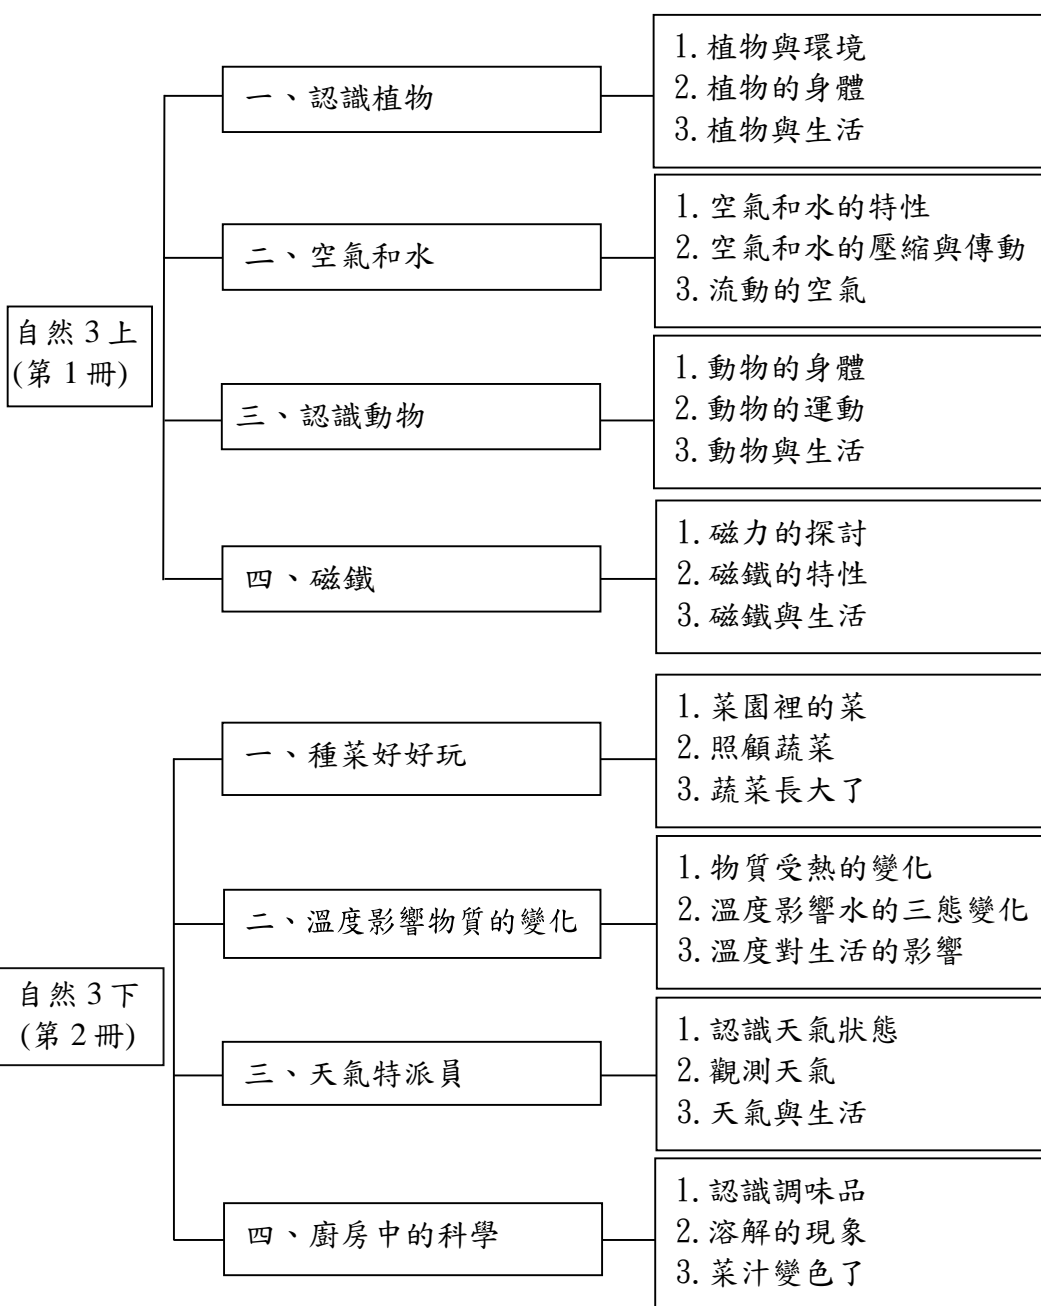 自然3上
(第1冊)
一、認識植物
1.植物與環境
2.植物的身體
3.植物與生活
二、空氣和水
1.空氣和水的特性
2.空氣和水的壓縮與傳動
3.流動的空氣
三、認識動物
1.動物的身體
2.動物的運動
3.動物與生活
四、磁鐵
1.磁力的探討
2.磁鐵的特性
3.磁鐵與生活
自然3下
(第2冊)
一、種菜好好玩
1.菜園裡的菜
2.照顧蔬菜
3.蔬菜長大了
二、溫度影響物質的變化
1.物質受熱的變化
2.溫度影響水的三態變化
3.溫度對生活的影響
三、天氣特派員
1.認識天氣狀態
2.觀測天氣
3.天氣與生活
四、廚房中的科學
1.認識調味品
2.溶解的現象
3.菜汁變色了